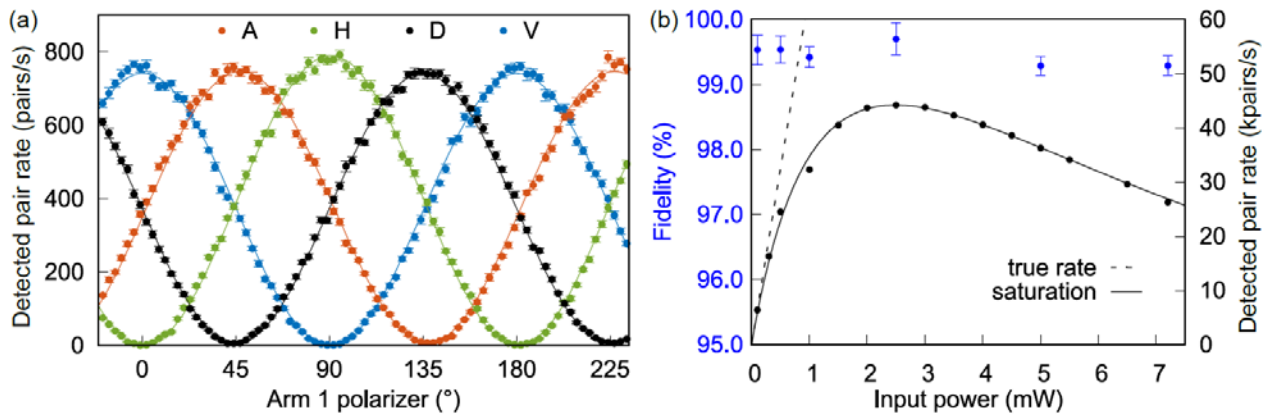 (a)
A H D V
Detected pair rate (pairs/s)
800
600
400
200
0
0 45 90 135 180 225
Arm 1 polarizer (°)
(b)
Fidelity (%)
100.0
99.0
98.0
97.0
96.0
95.0
true rate
saturation
60
50
40
30
20
10
0
Detected pair rate (kpairs/s)
0 1 2 3 4 5 6 7
Input power (mW)